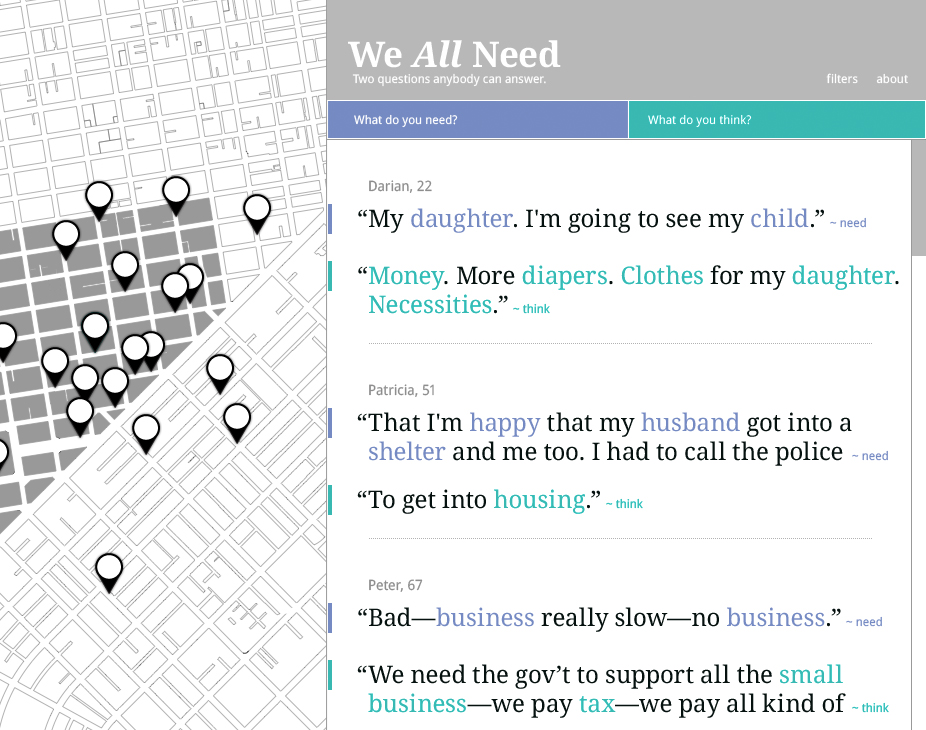 We All Need
Two questions anybody can answer.
filters about
What do you need?
What do you think?
Darian, 22
“My daughter. I'm going to see my child.” ~ need
“Money. More diapers. Clothes for my daughter.
Necessities.” ~ think
Patricia, 51
“That I'm happy that my husband got into a
shelter and me too. I had to call the police ~ need
“To get into housing.” ~ think
Peter, 67
“Bad—business really slow—no business.” ~ need
“We need the gov’t to support all the small
business—we pay tax—we pay all kind of ~ think